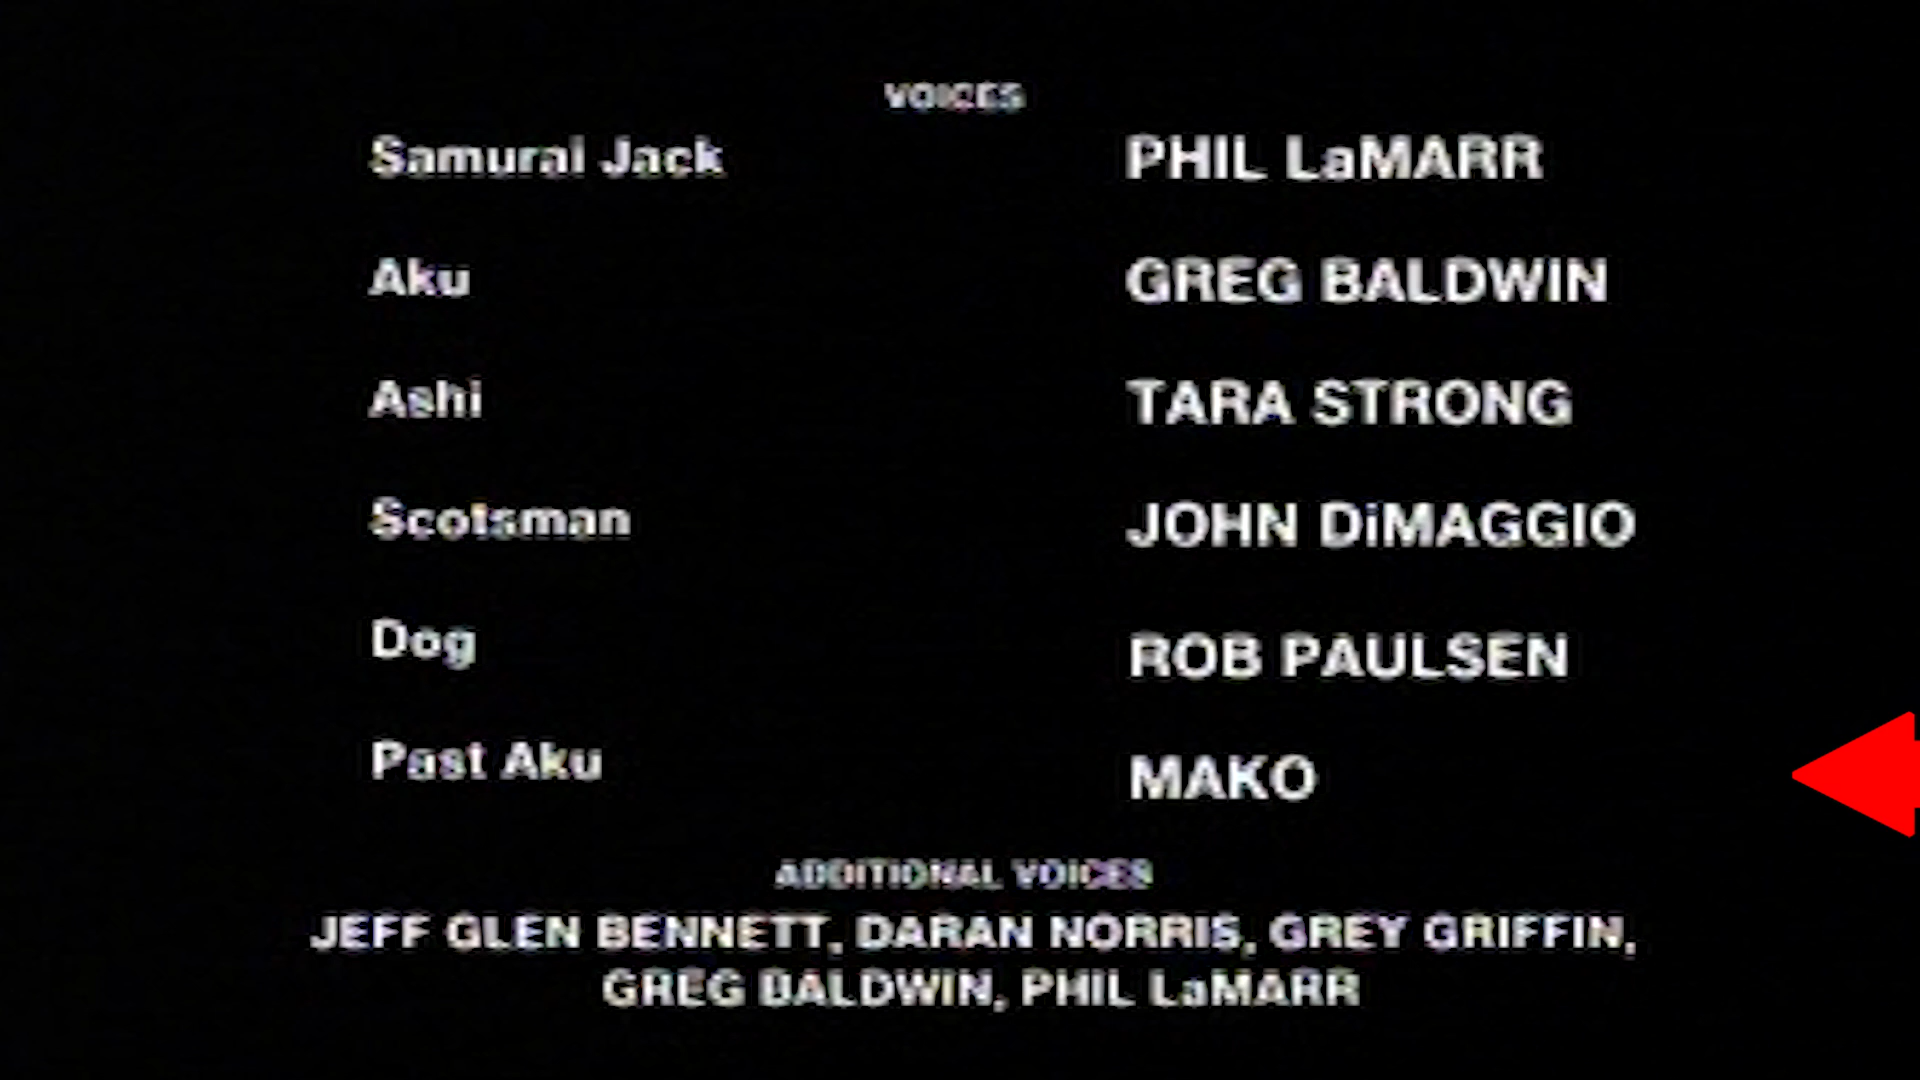 VOICES
Samurai Jack PHIL LaMARR
Aku GREG BALDWIN
Ashi TARA STRONG
Scotsman JOHN DiMAGGIO
Dog ROB PAULSEN
Past Aku MAKO
ADDITIONAL VOICES
JEFF GLEN BENNETT, DARAN NORRIS, GREY GRIFFIN,
GREG BALDWIN, PHIL LaMARR